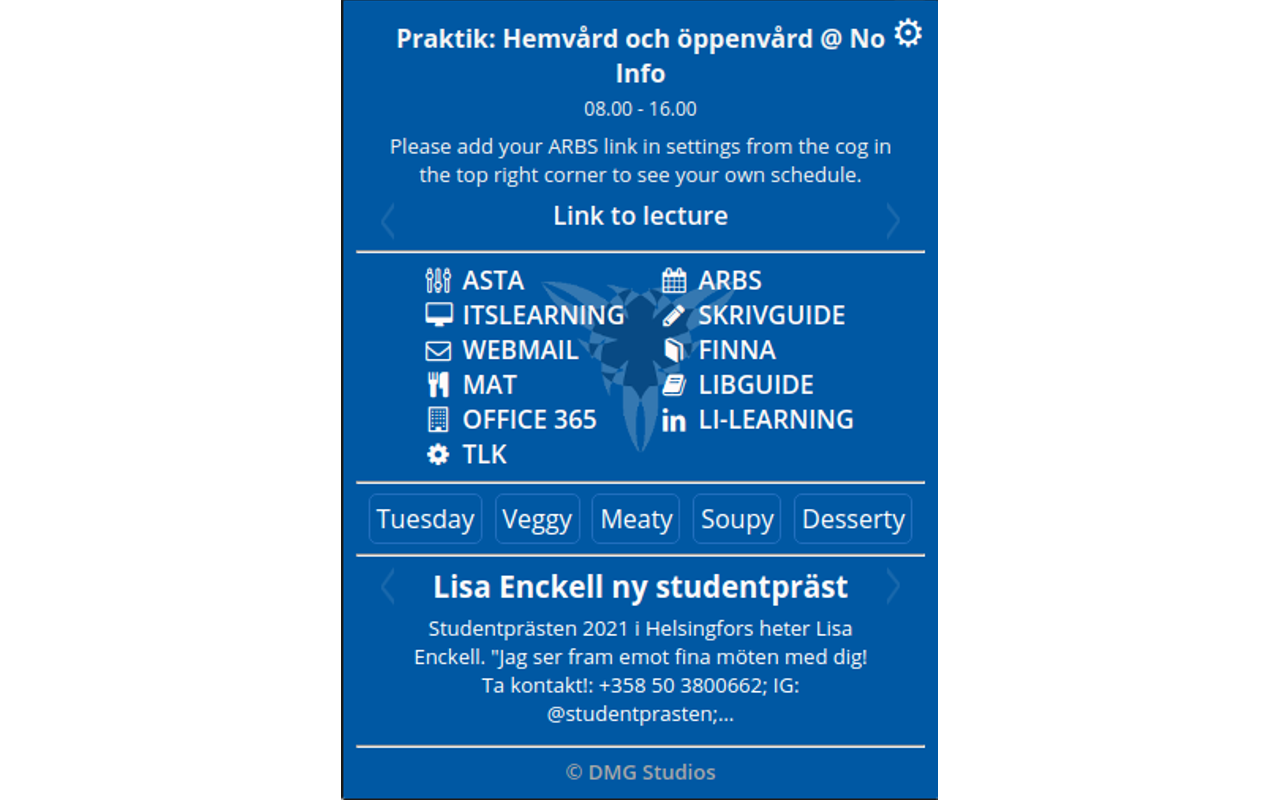 Praktik: Hemvård och öppenvård @ No
Info
08.00 - 16.00
Please add your ARBS link in settings from the cog in
the top right corner to see your own schedule.
Link to lecture
ASTA
ARBS
ITSLEARNING
SKRIVGUIDE
WEBMAIL
FINNA
MAT
LIBGUIDE
OFFICE 365
LI-LEARNING
TLK
Tuesday Veggy Meaty Soupy Desserty
Lisa Enckell ny studentpräst
Studentprästen 2021 i Helsingfors heter Lisa
Enckell. "Jag ser fram emot fina möten med dig!
Ta kontakt!: +358 50 3800662; IG:
@studentprasten;...
© DMG Studios